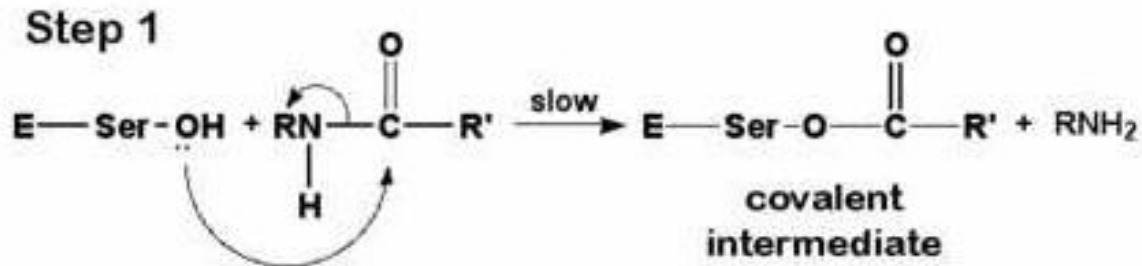 Step 1
O O
E—Ser-OH + RN—C—R' slow E—Ser-O—C—R' + RNH₂
H
covalent
intermediate